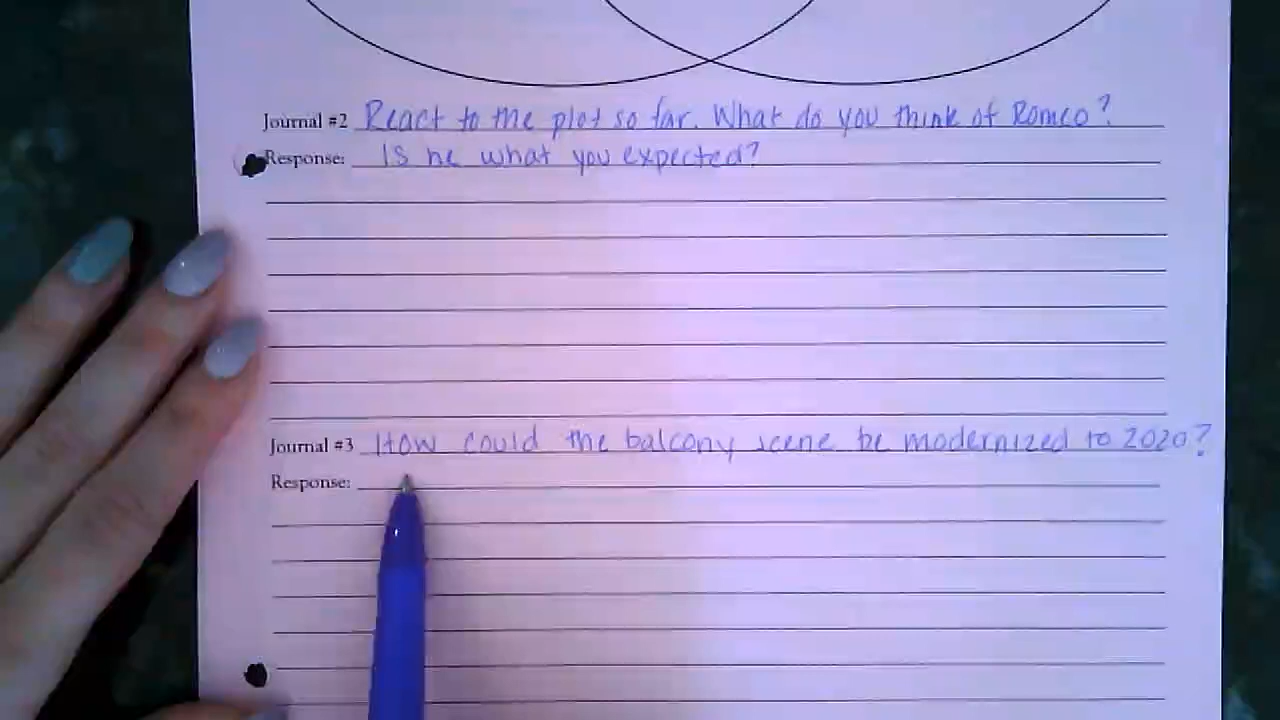 Journal #2 React to the plot so far. What do you think of Romeo?
Response: Is he what you expected?
Journal #3 How could the balcony scene be modernized to 2020?
Response: